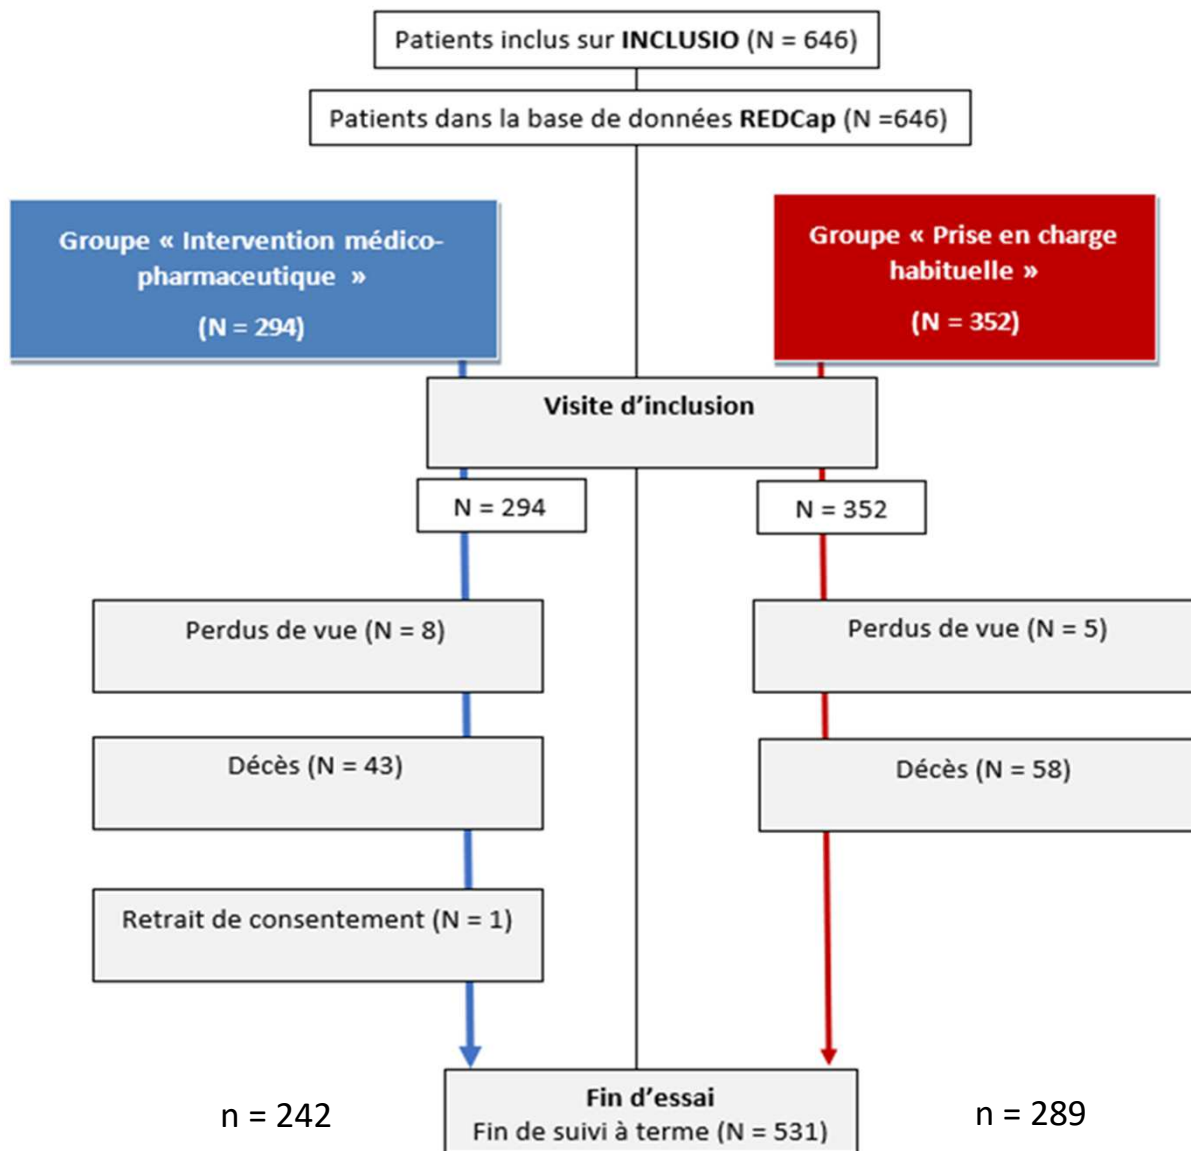 Patients inclus sur INCLUSIO (N = 646)
Patients dans la base de données REDCap (N =646)
Groupe « Intervention médico-
pharmaceutique »
(N = 294)
Groupe « Prise en charge
habituelle »
(N = 352)
Visite d’inclusion
N = 294
N = 352
Perdus de vue (N = 8)
Perdus de vue (N = 5)
Décès (N = 43)
Décès (N = 58)
Retrait de consentement (N = 1)
n = 242
Fin d’essai
Fin de suivi à terme (N = 531)
n = 289